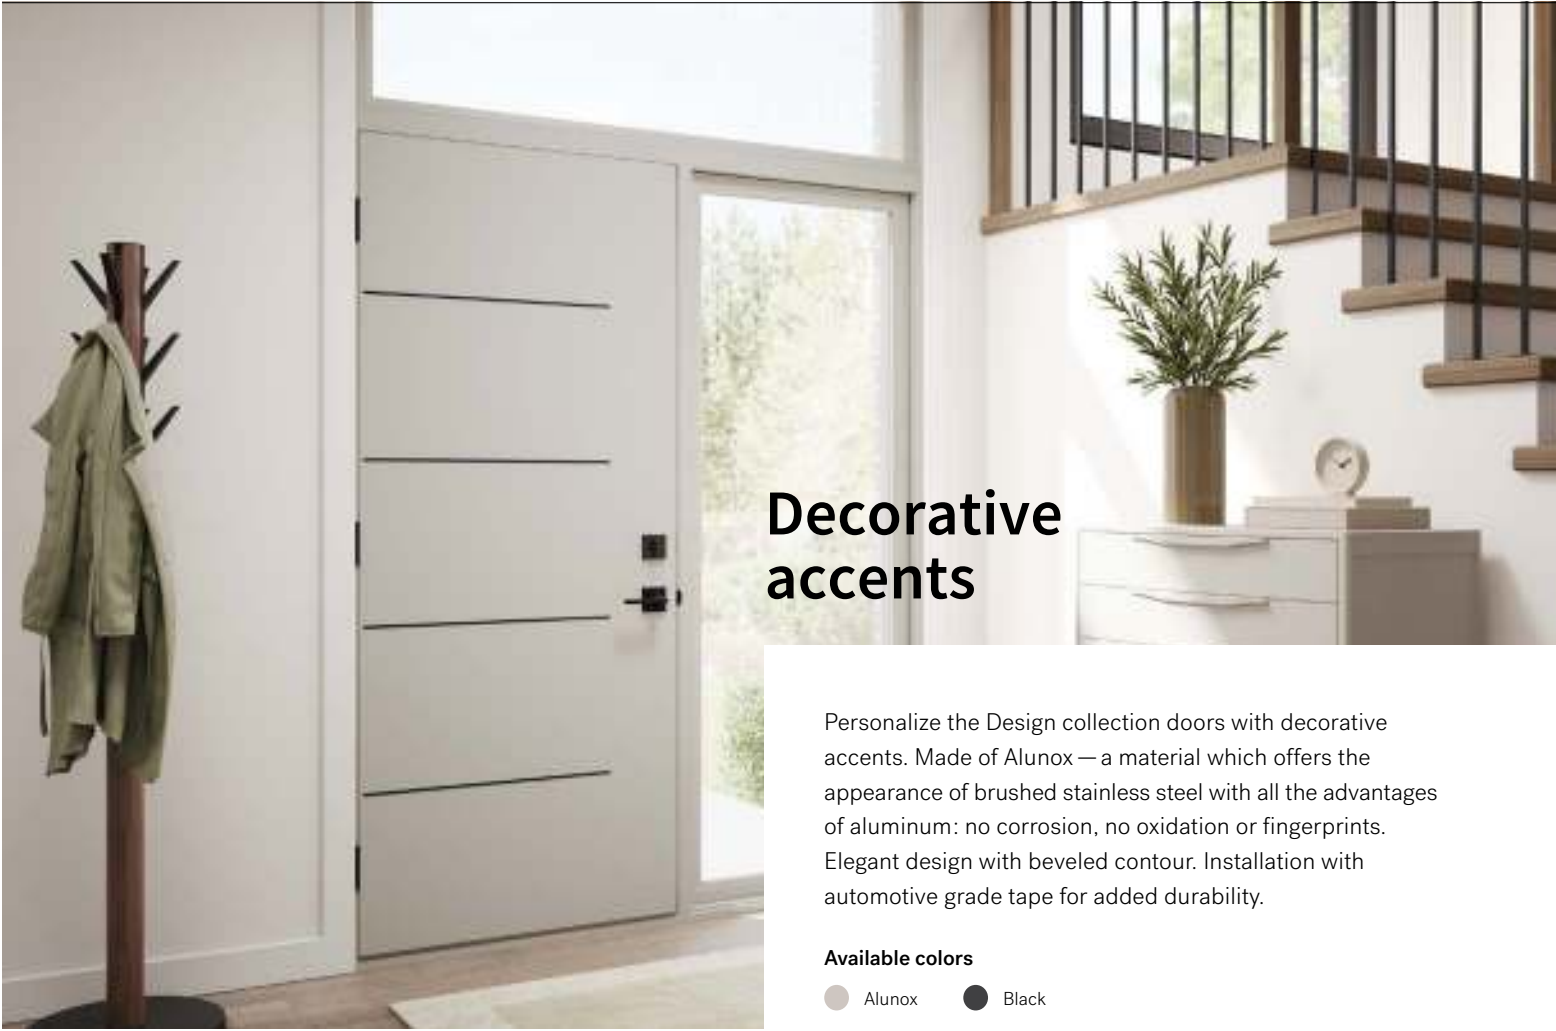 Decorative
accents
Personalize the Design collection doors with decorative
accents. Made of Alunox — a material which offers the
appearance of brushed stainless steel with all the advantages
of aluminum: no corrosion, no oxidation or fingerprints.
Elegant design with beveled contour. Installation with
automotive grade tape for added durability.
Available colors
Alunox Black